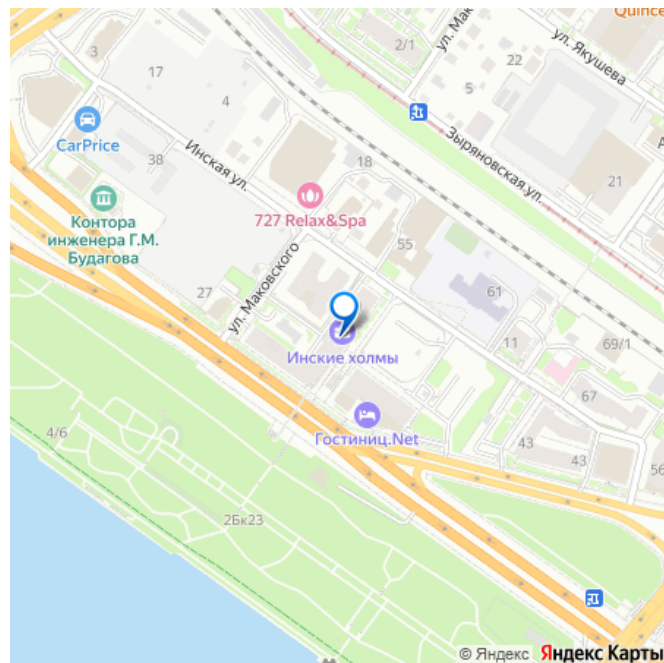 Quince
ул. Мак
ул. Якушева
2/1
3
22
17
5
4
CarPrice
Инская ул.
Зыряновская ул.
А
38
18
21
727 Relax&Spa
Контора
инженера Г.М.
Будагова
55
ул. Маковского
61
27
11
69/1
Инские холмы
67
Гостиниц.Net
4/6
43
43
56
2Бк23
© Яндекс Яндекс Карты